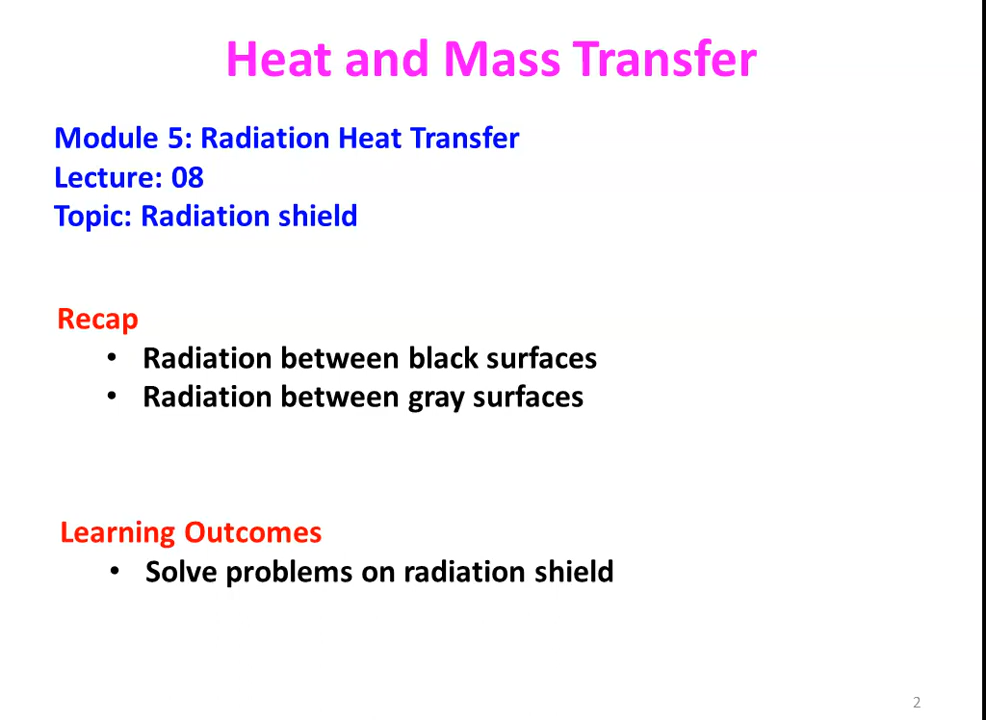 Heat and Mass Transfer
Module 5: Radiation Heat Transfer
Lecture: 08
Topic: Radiation shield
Recap
• Radiation between black surfaces
• Radiation between gray surfaces
Learning Outcomes
• Solve problems on radiation shield
2